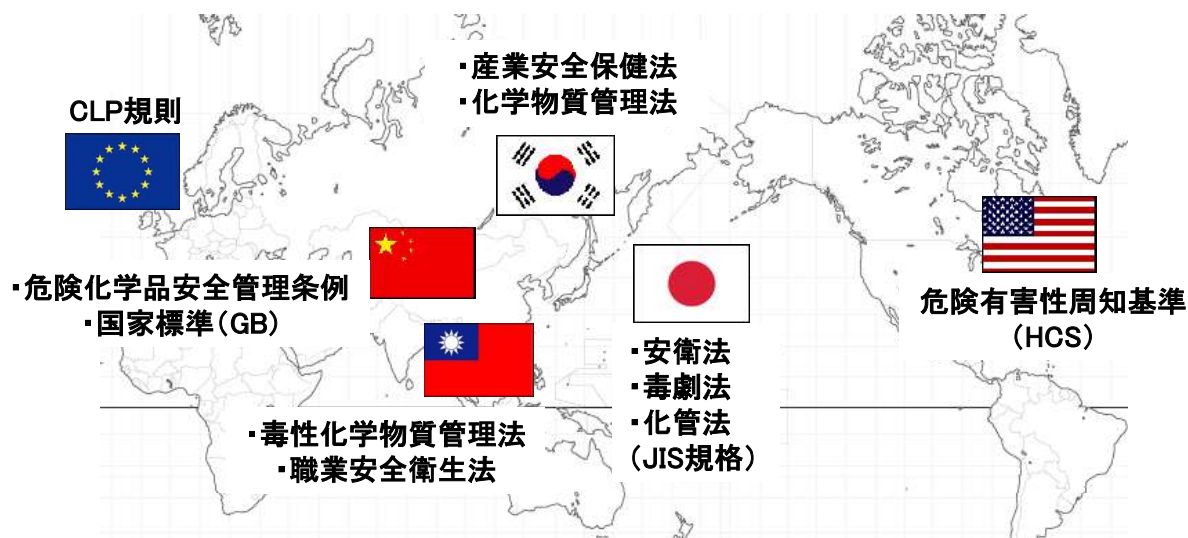 ・産業安全保健法
・化学物質管理法
CLP規則
・危険化学品安全管理条例
・国家標準（GB）
危険有害性周知基準
（HCS）
・安衛法
・毒劇法
・化管法
（JIS規格）
・毒性化学物質管理法
・職業安全衛生法